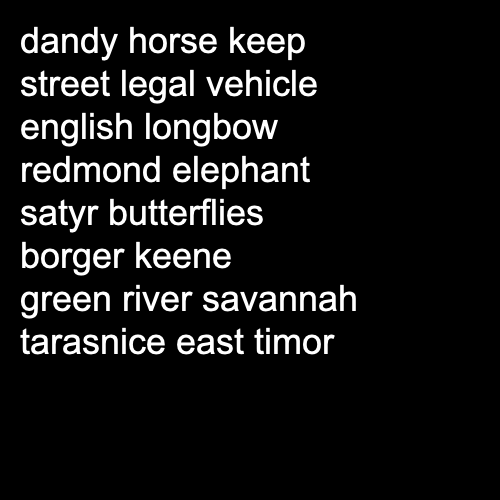 dandy horse keep
street legal vehicle
english longbow
redmond elephant
satyr butterflies
borger keene
green river savannah
tarasnice east timor